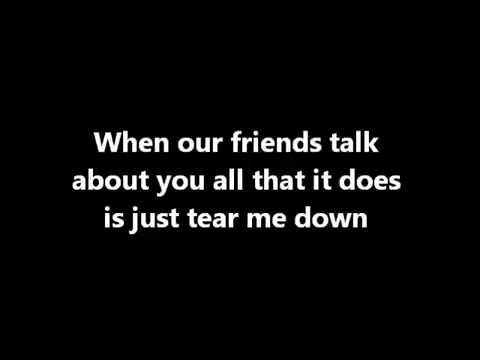 When our friends talk
about you all that it does
is just tear me down